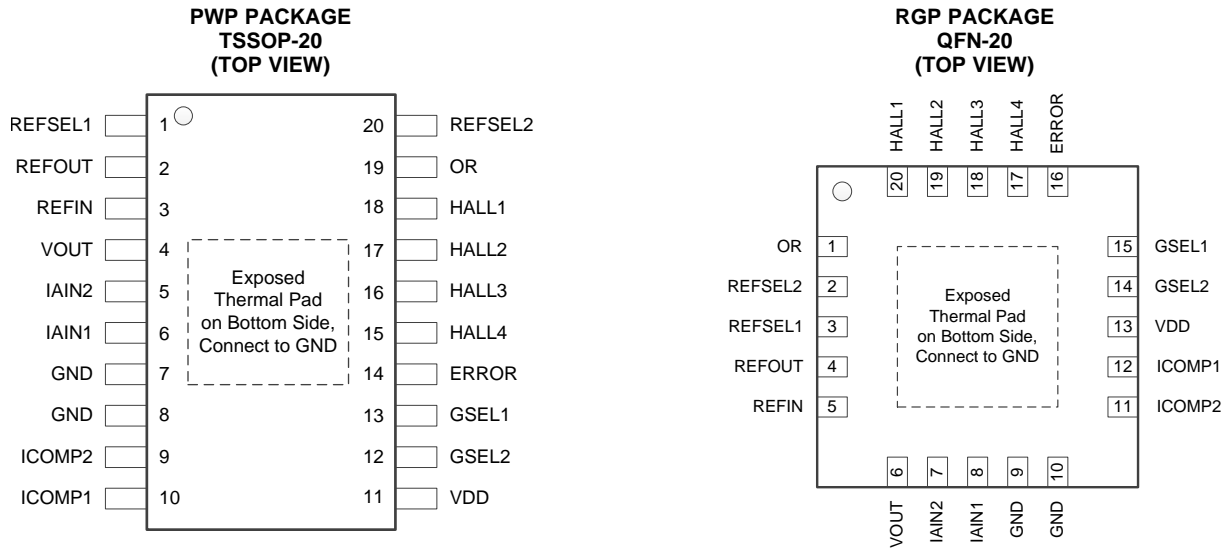 PWP PACKAGE
TSSOP-20
(TOP VIEW)
REFSEL1 1 20 REFSEL2
REFOUT 2 19 OR
REFIN 3 18 HALL1
VOUT 4 17 HALL2
IAIN2 5 16 HALL3
IAIN1 6 15 HALL4
GND 7 14 ERROR
GND 8 13 GSEL1
ICOMP2 9 12 GSEL2
ICOMP1 10 11 VDD
Exposed
Thermal Pad
on Bottom Side,
Connect to GND
RGP PACKAGE
QFN-20
(TOP VIEW)
HALL1 HALL2 HALL3 HALL4 ERROR
20 19 18 17 16
OR 1 15 GSEL1
REFSEL2 2 14 GSEL2
REFSEL1 3 13 VDD
REFOUT 4 12 ICOMP1
REFIN 5 11 ICOMP2
Exposed
Thermal Pad
on Bottom Side,
Connect to GND
6 7 8 9 10
VOUT IAIN2 IAIN1 GND GND